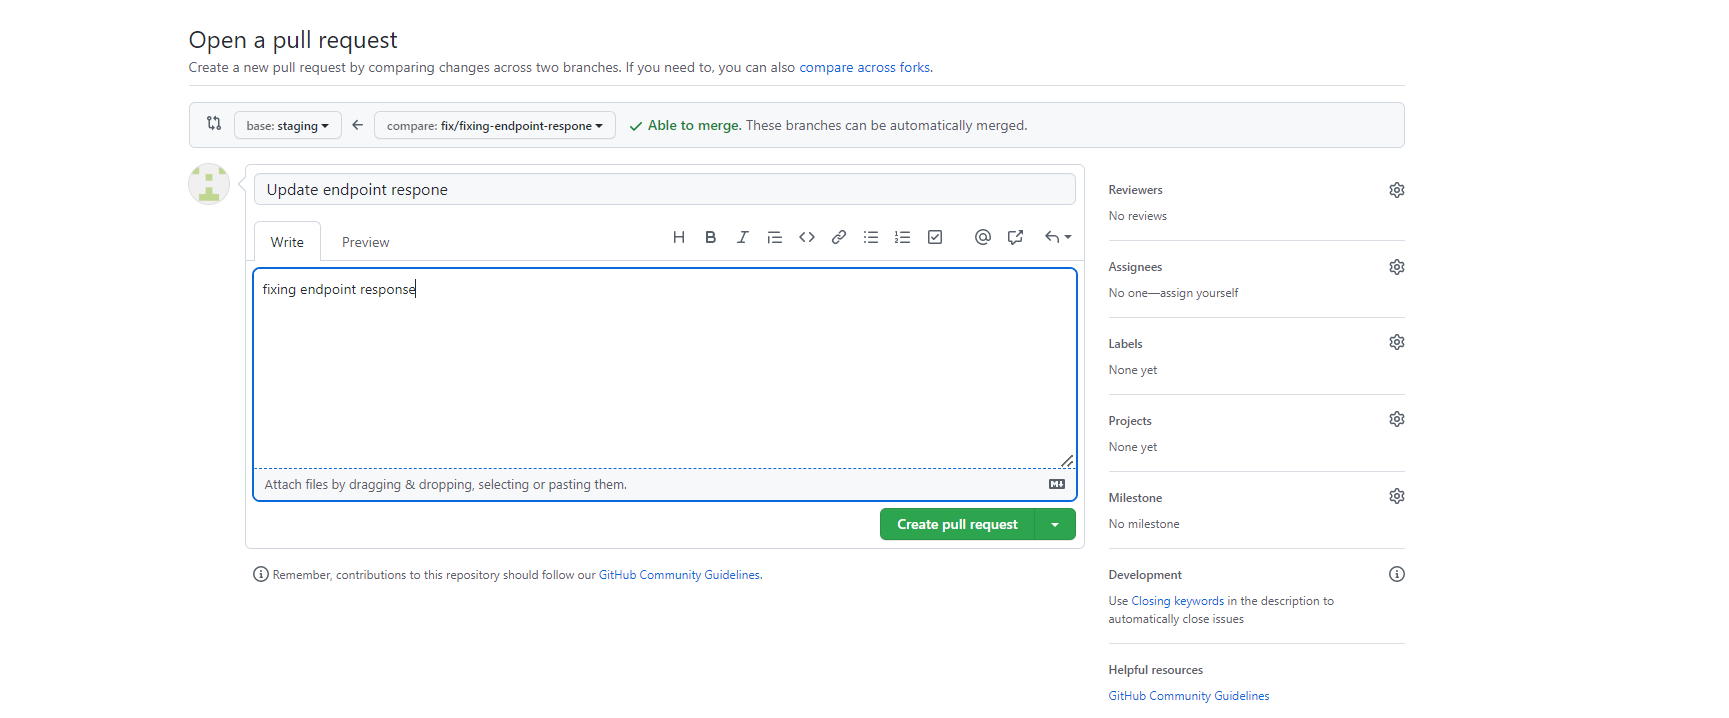 Open a pull request
Create a new pull request by comparing changes across two branches. If you need to, you can also compare across forks.
base: staging compare: fix/fixing-endpoint-respone Able to merge. These branches can be automatically merged.
Update endpoint respone
Write Preview
fixing endpoint response
Attach files by dragging & dropping, selecting or pasting them.
Create pull request
Remember, contributions to this repository should follow our GitHub Community Guidelines.
Reviewers
No reviews
Assignees
No one—assign yourself
Labels
None yet
Projects
None yet
Milestone
No milestone
Development
Use Closing keywords in the description to
automatically close issues
Helpful resources
GitHub Community Guidelines